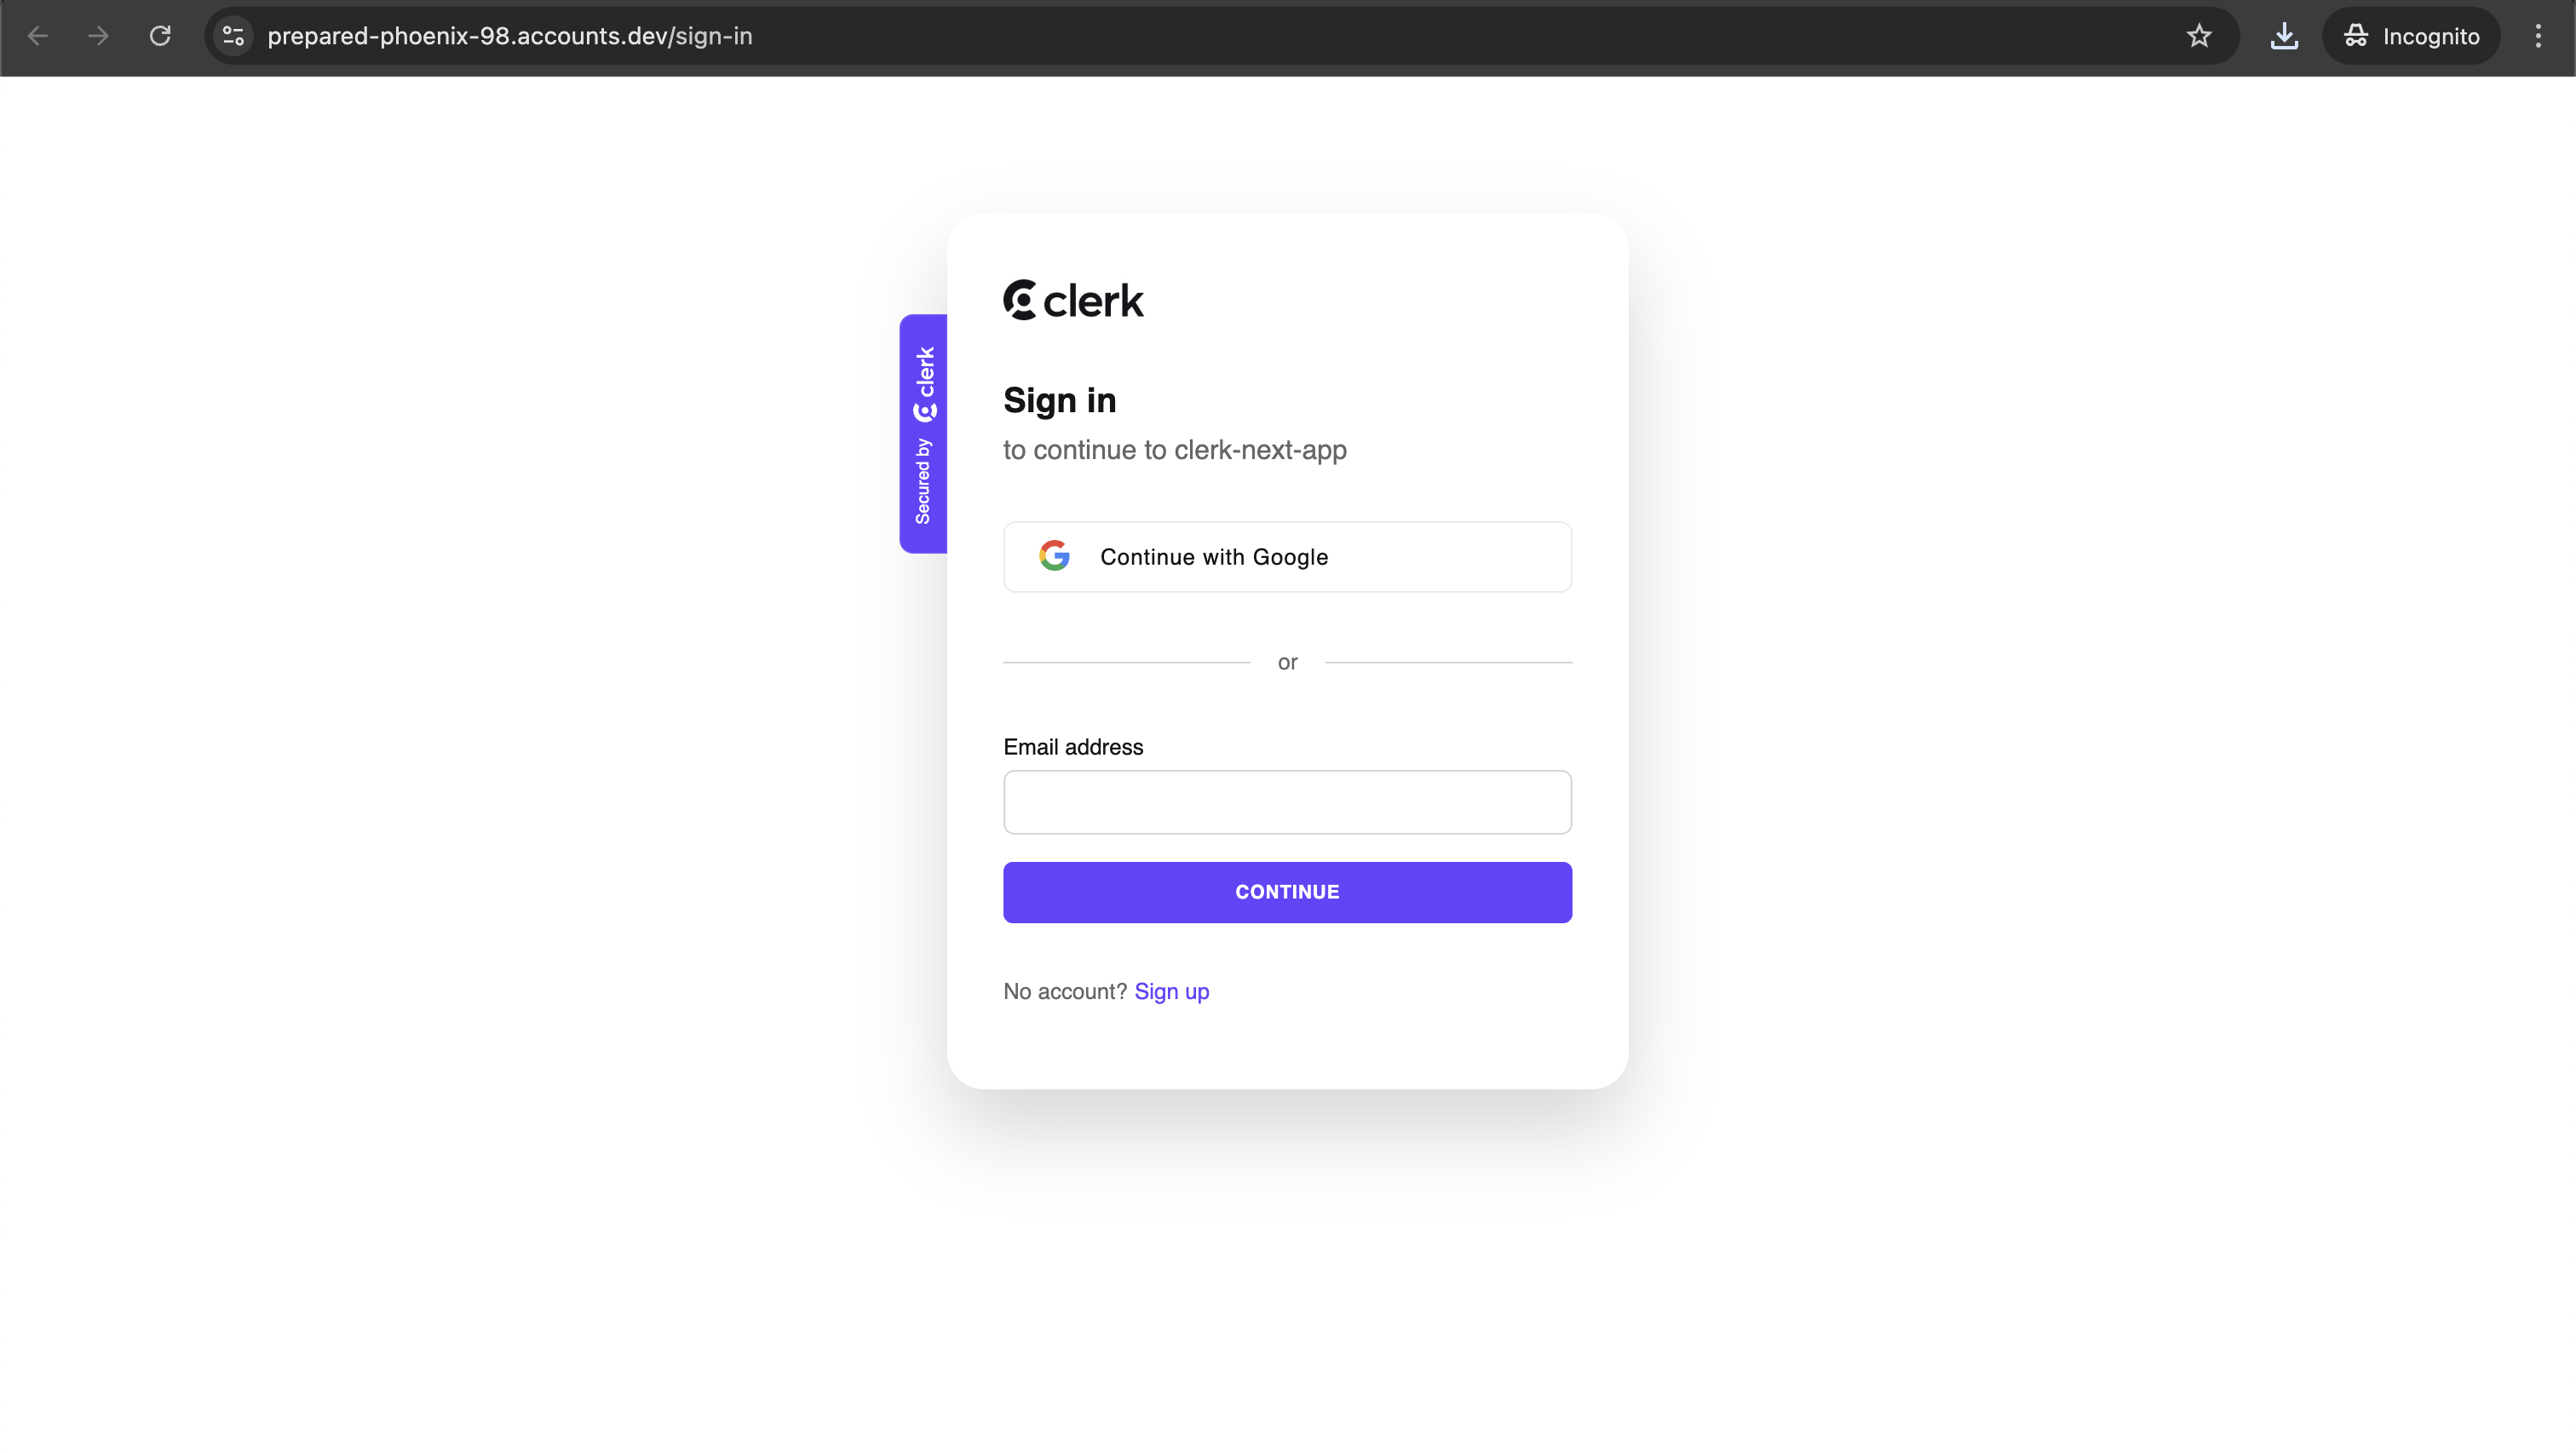 prepared-phoenix-98.accounts.dev/sign-in
Incognito
clerk
Secured by clerk
Sign in
to continue to clerk-next-app
Continue with Google
or
Email address
CONTINUE
No account? Sign up